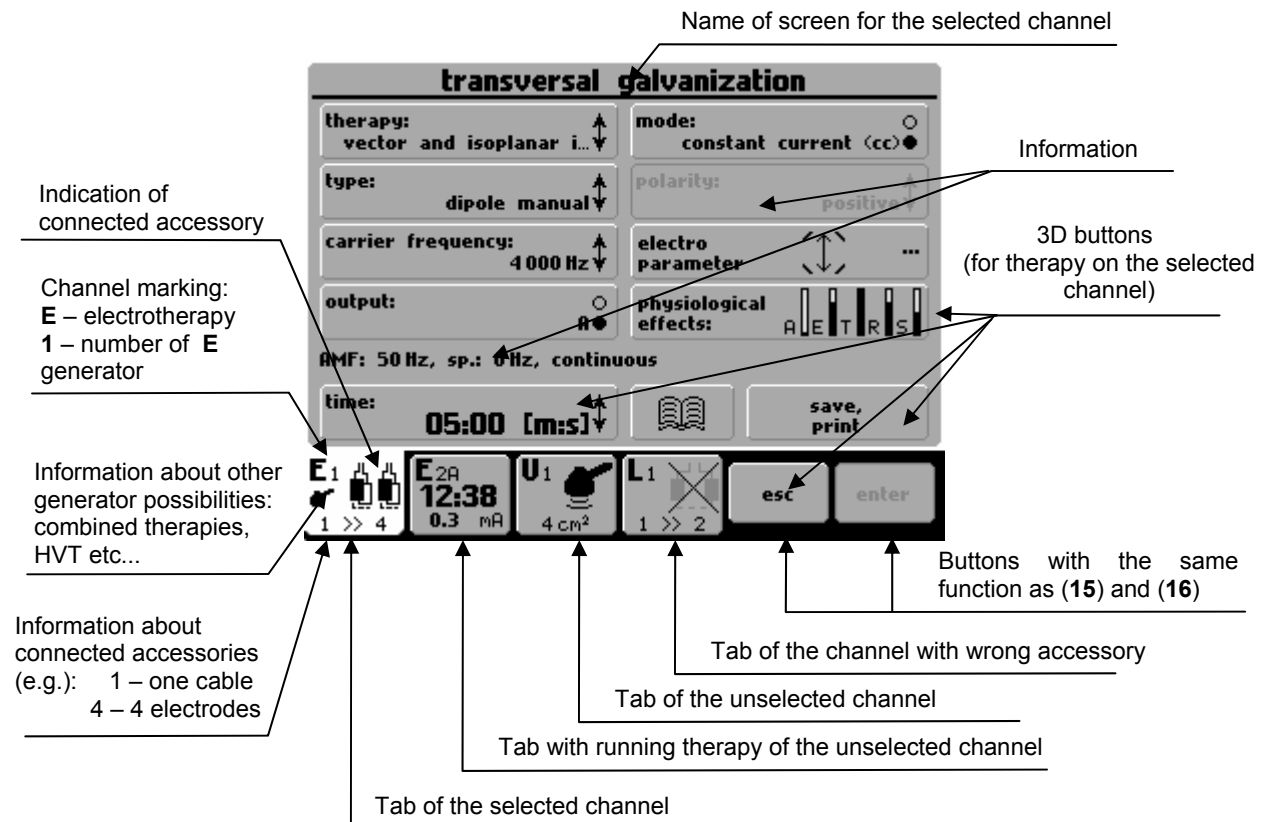 Name of screen for the selected channel
transversal galvanization
therapy:
vector and isoplanar i...
mode:
constant current (cc)
type:
dipole manual
polarity:
positive
carrier frequency:
4 000 Hz
electro
parameter
...
output:
A
physiological
effects:
A E T R S
AMF: 50 Hz, sp.: 0 Hz, continuous
time:
05:00 [m:s]
save,
print
E1
1 >> 4
E2A
12:38
0.3 mA
U1
4 cm²
L1
1 >> 2
esc
enter
Indication of
connected accessory
Channel marking:
E – electrotherapy
1 – number of E
generator
Information about other
generator possibilities:
combined therapies,
HVT etc...
Information about
connected accessories
(e.g.): 1 – one cable
4 – 4 electrodes
Information
3D buttons
(for therapy on the selected
channel)
Buttons with the same
function as (15) and (16)
Tab of the channel with wrong accessory
Tab of the unselected channel
Tab with running therapy of the unselected channel
Tab of the selected channel